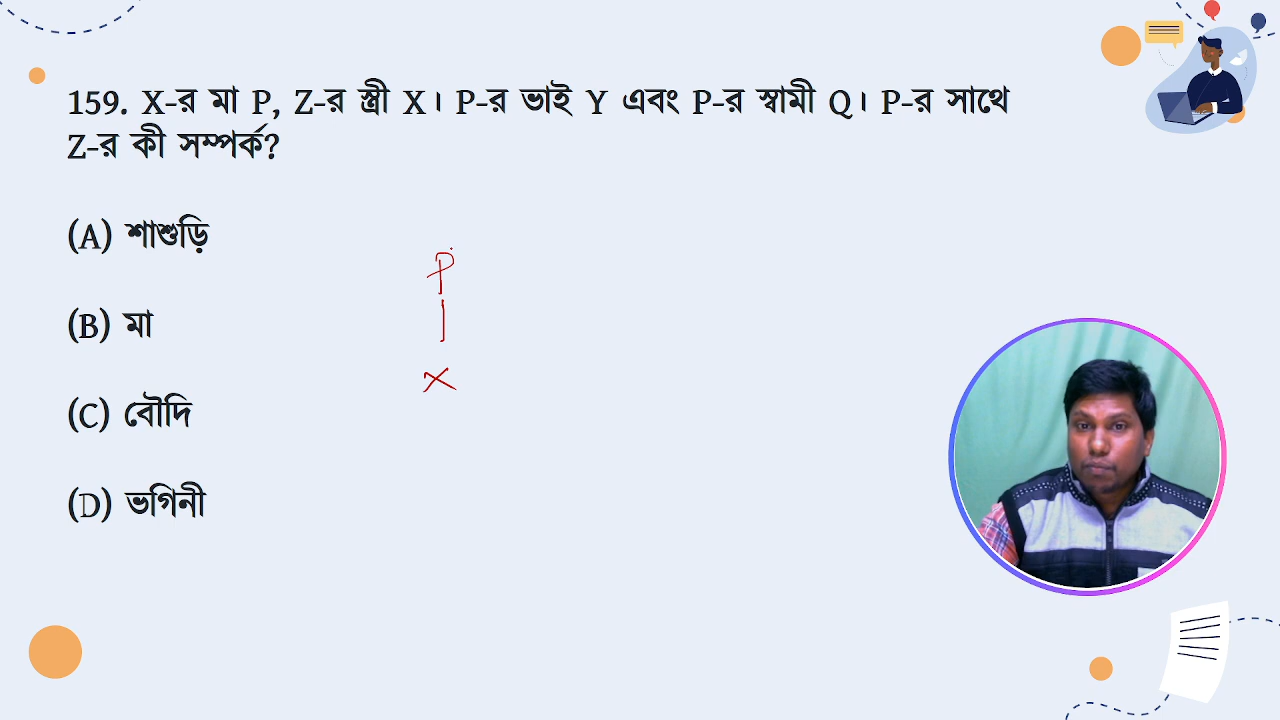 159. X-র মা P, Z-র স্ত্রী X। P-র ভাই Y এবং P-র স্বামী Q। P-র সাথে
Z-র কী সম্পর্ক?
(A) শাশুড়ি
(B) মা
(C) বৌদি
(D) ভগিনী
P
X